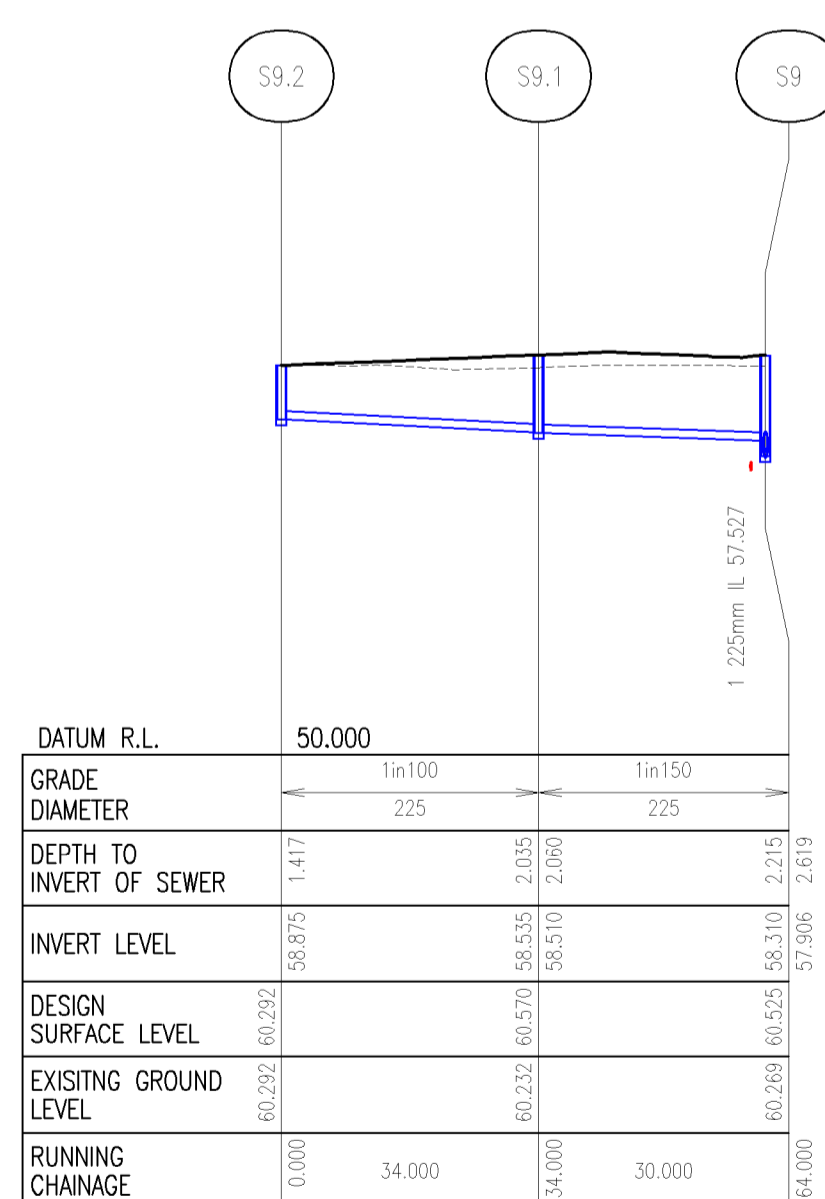 S9.2 S9.1 S9
1 225mm IL 57.527
DATUM R.L. 50.000
GRADE 1in100 1in150
DIAMETER 225 225
DEPTH TO
INVERT OF SEWER 1.417 2.035 2.060 2.215 2.619
INVERT LEVEL 58.875 58.535 58.510 58.310 57.906
DESIGN
SURFACE LEVEL 60.292 60.570 60.525
EXISITNG GROUND
LEVEL 60.292 60.232 60.269
RUNNING
CHAINAGE 0.000 34.000 34.000 30.000 64.000